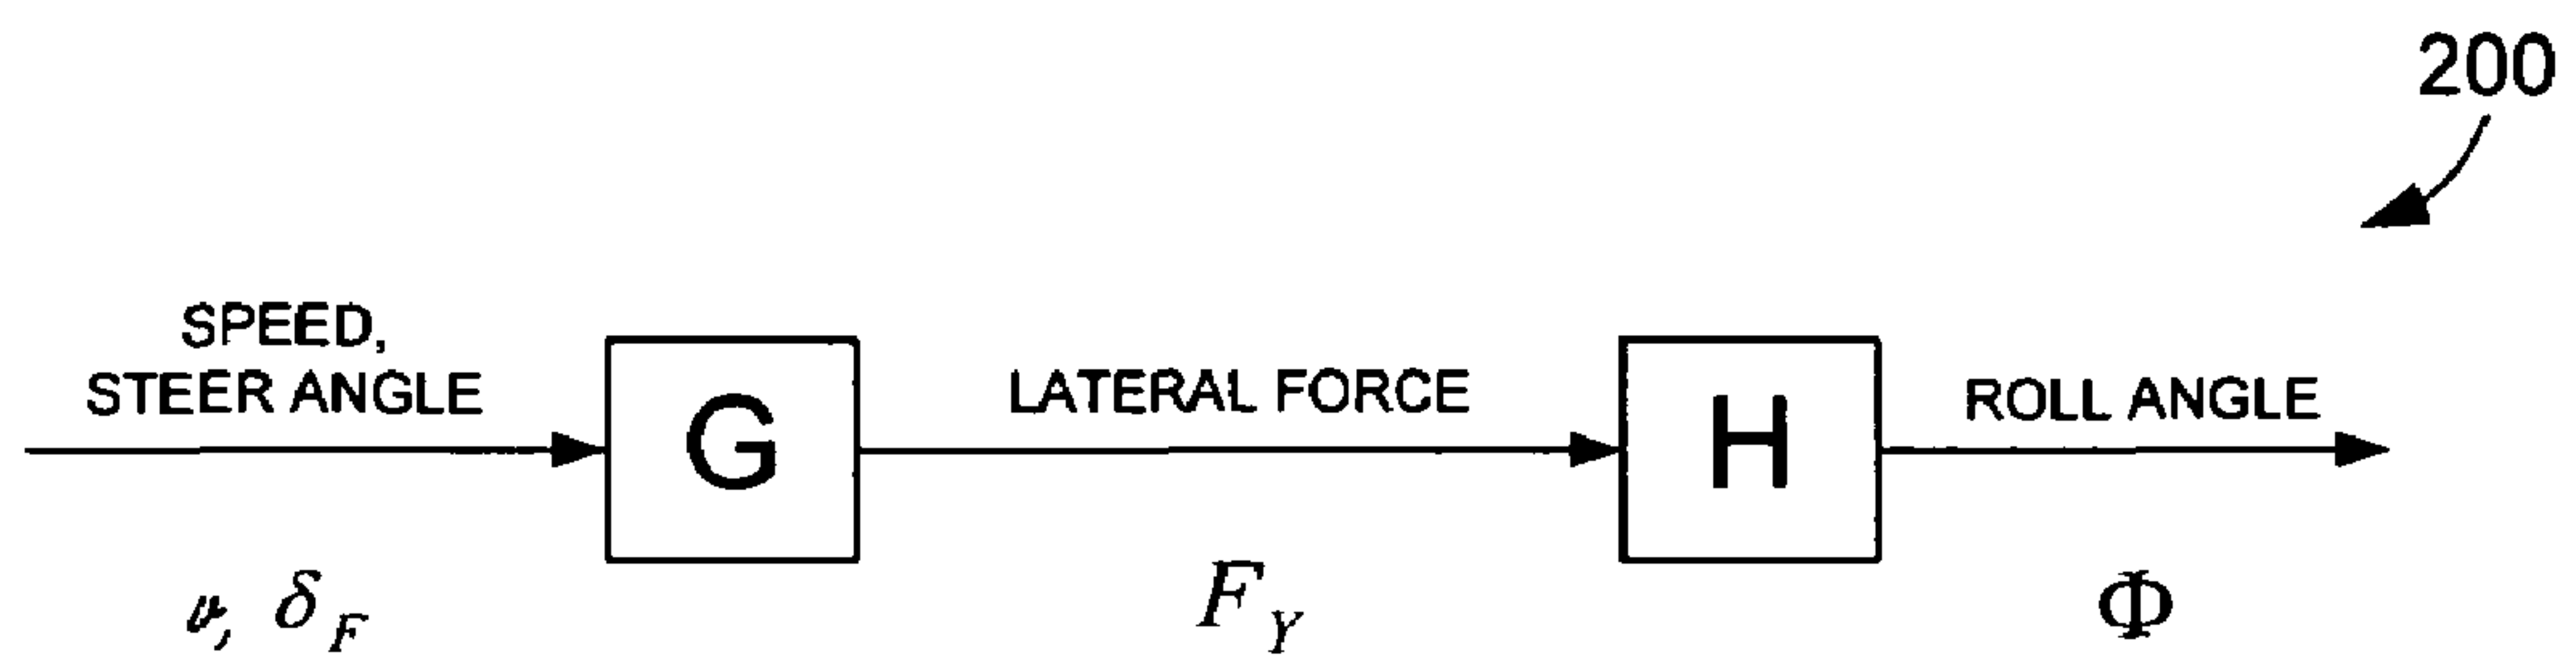 200
SPEED,
STEER ANGLE
G
LATERAL FORCE
H
ROLL ANGLE
ν, δ_F
F_Y
Φ